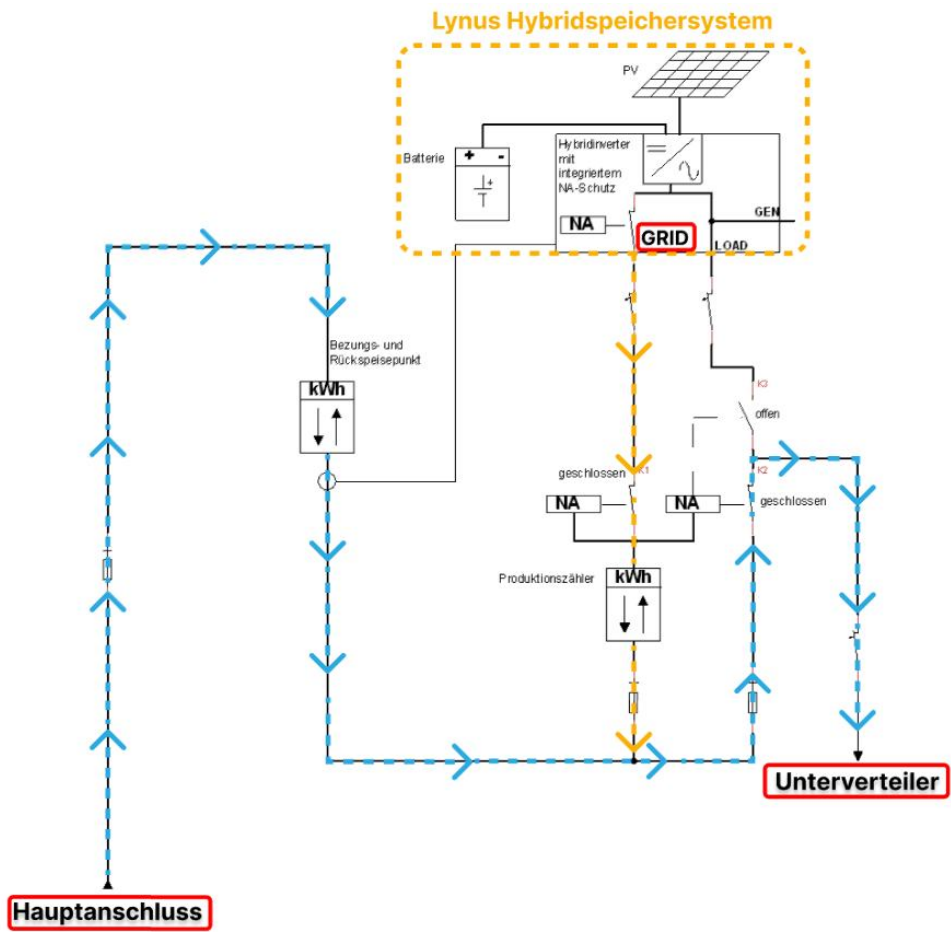 Lynus Hybridspeichersystem
PV
Batterie
+ -
+
Hybridinverter
mit
integriertem
NA-Schutz
NA
GRID
GEN
LOAD
Bezungs- und
Rückspeisepunkt
kWh
K3
offen
geschlossen
K1
K2
NA
NA
geschlossen
Produktionszähler
kWh
Unterverteiler
Hauptanschluss